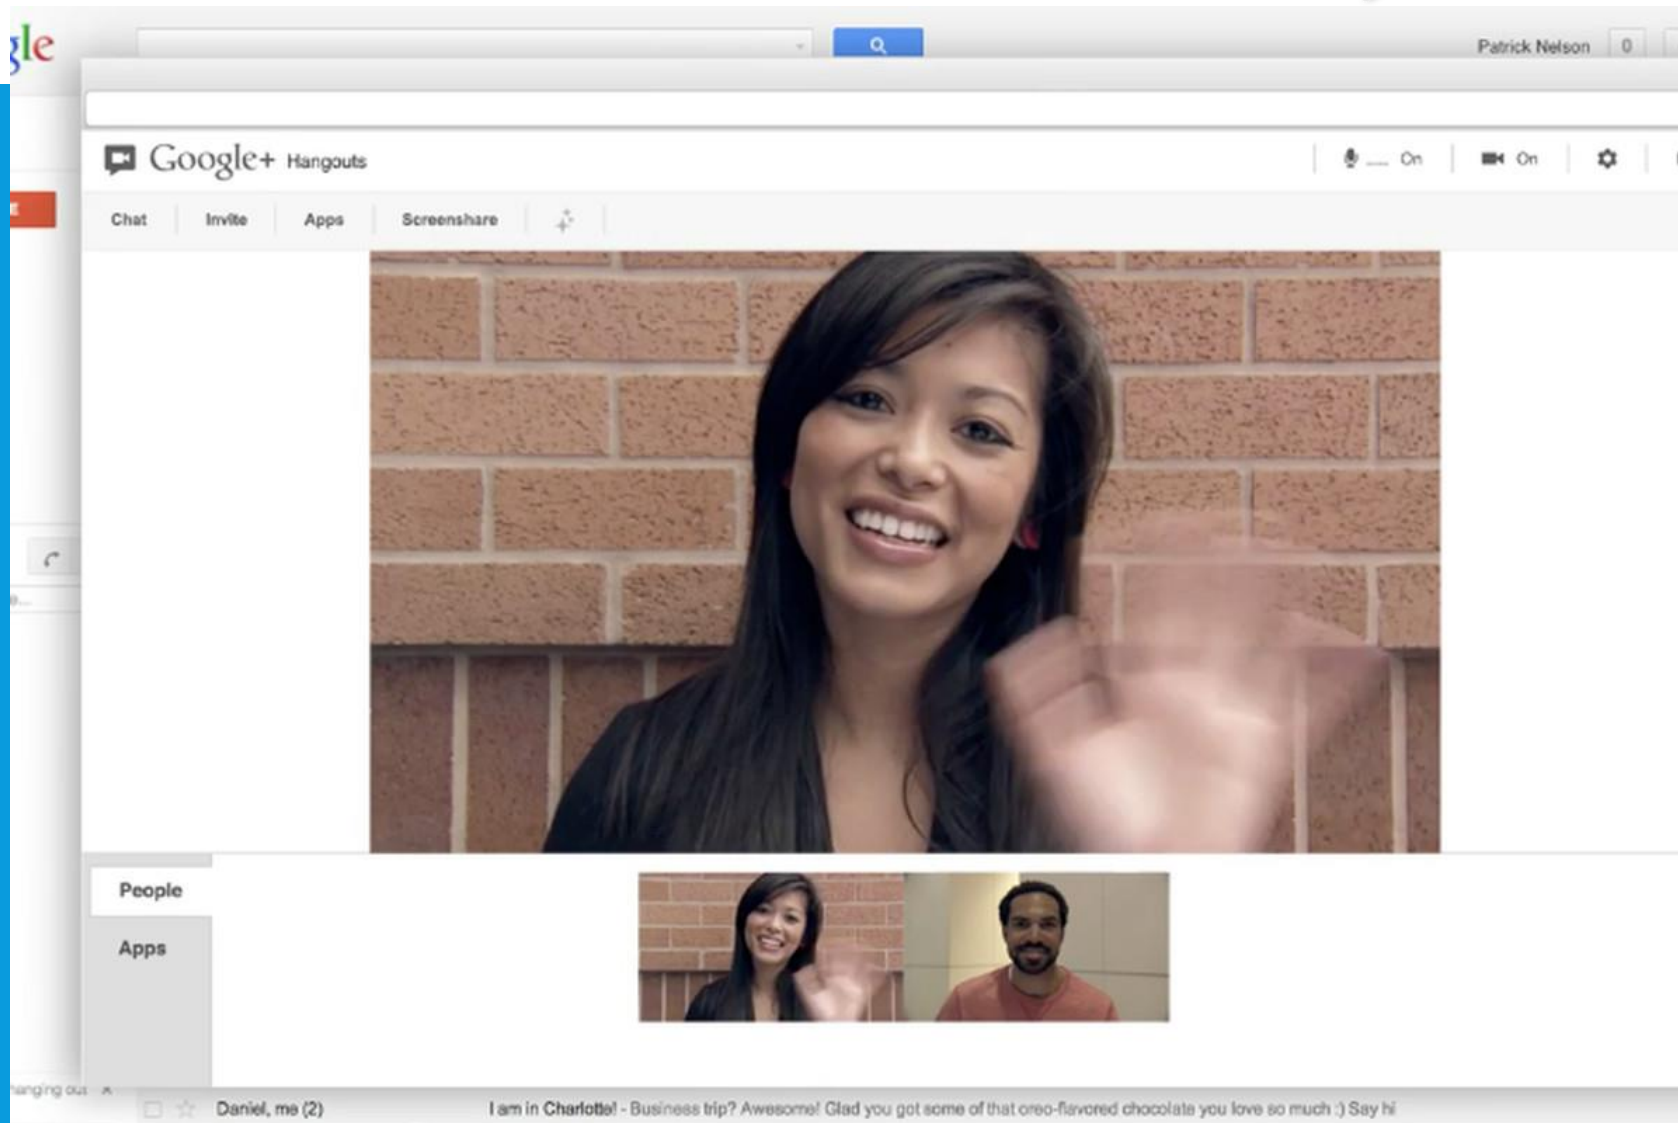 gle
Patrick Nelson 0
Google+ Hangouts
On
On
Chat Invite Apps Screenshare
E
e...
People
Apps
hanging out x
Daniel, me (2) I am in Charlotte! - Business trip? Awesome! Glad you got some of that oreo-flavored chocolate you love so much :) Say hi